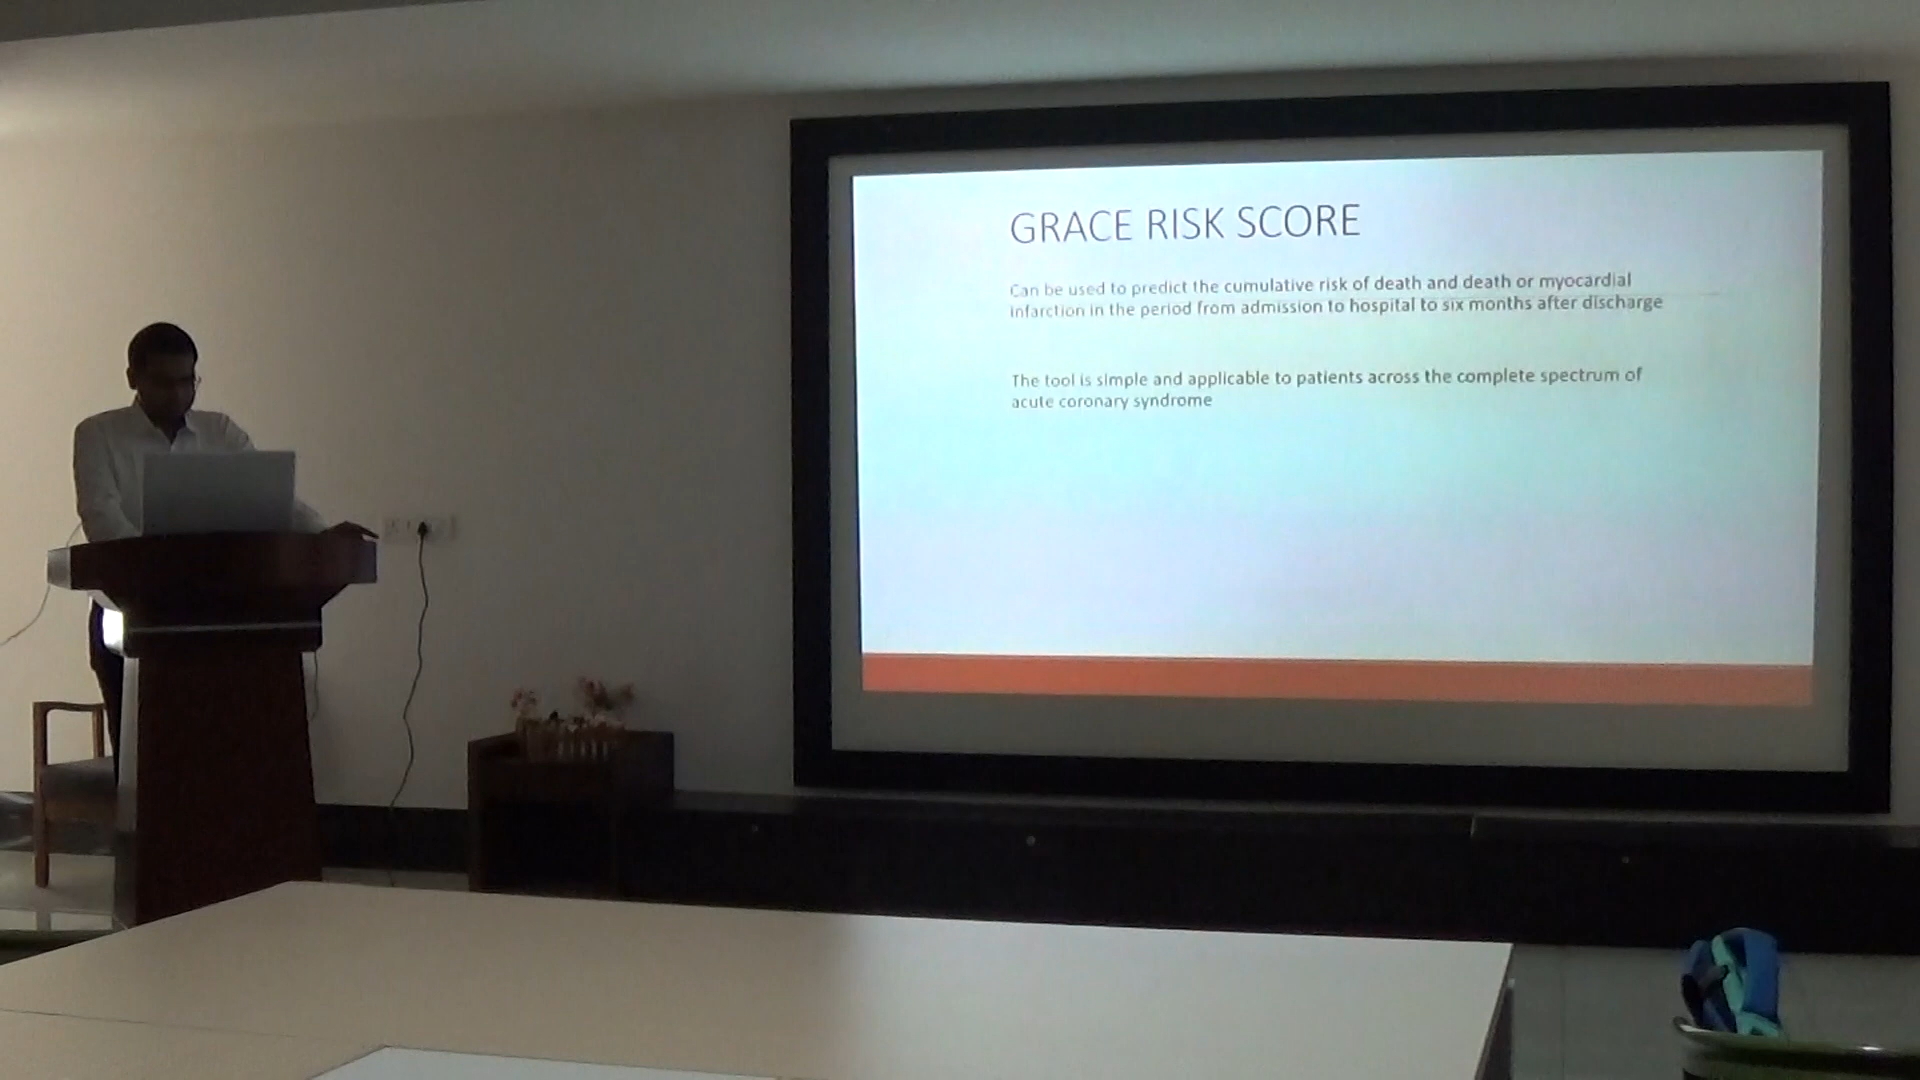 GRACE RISK SCORE
Can be used to predict the cumulative risk of death and death or myocardial
infarction in the period from admission to hospital to six months after discharge
The tool is simple and applicable to patients across the complete spectrum of
acute coronary syndrome